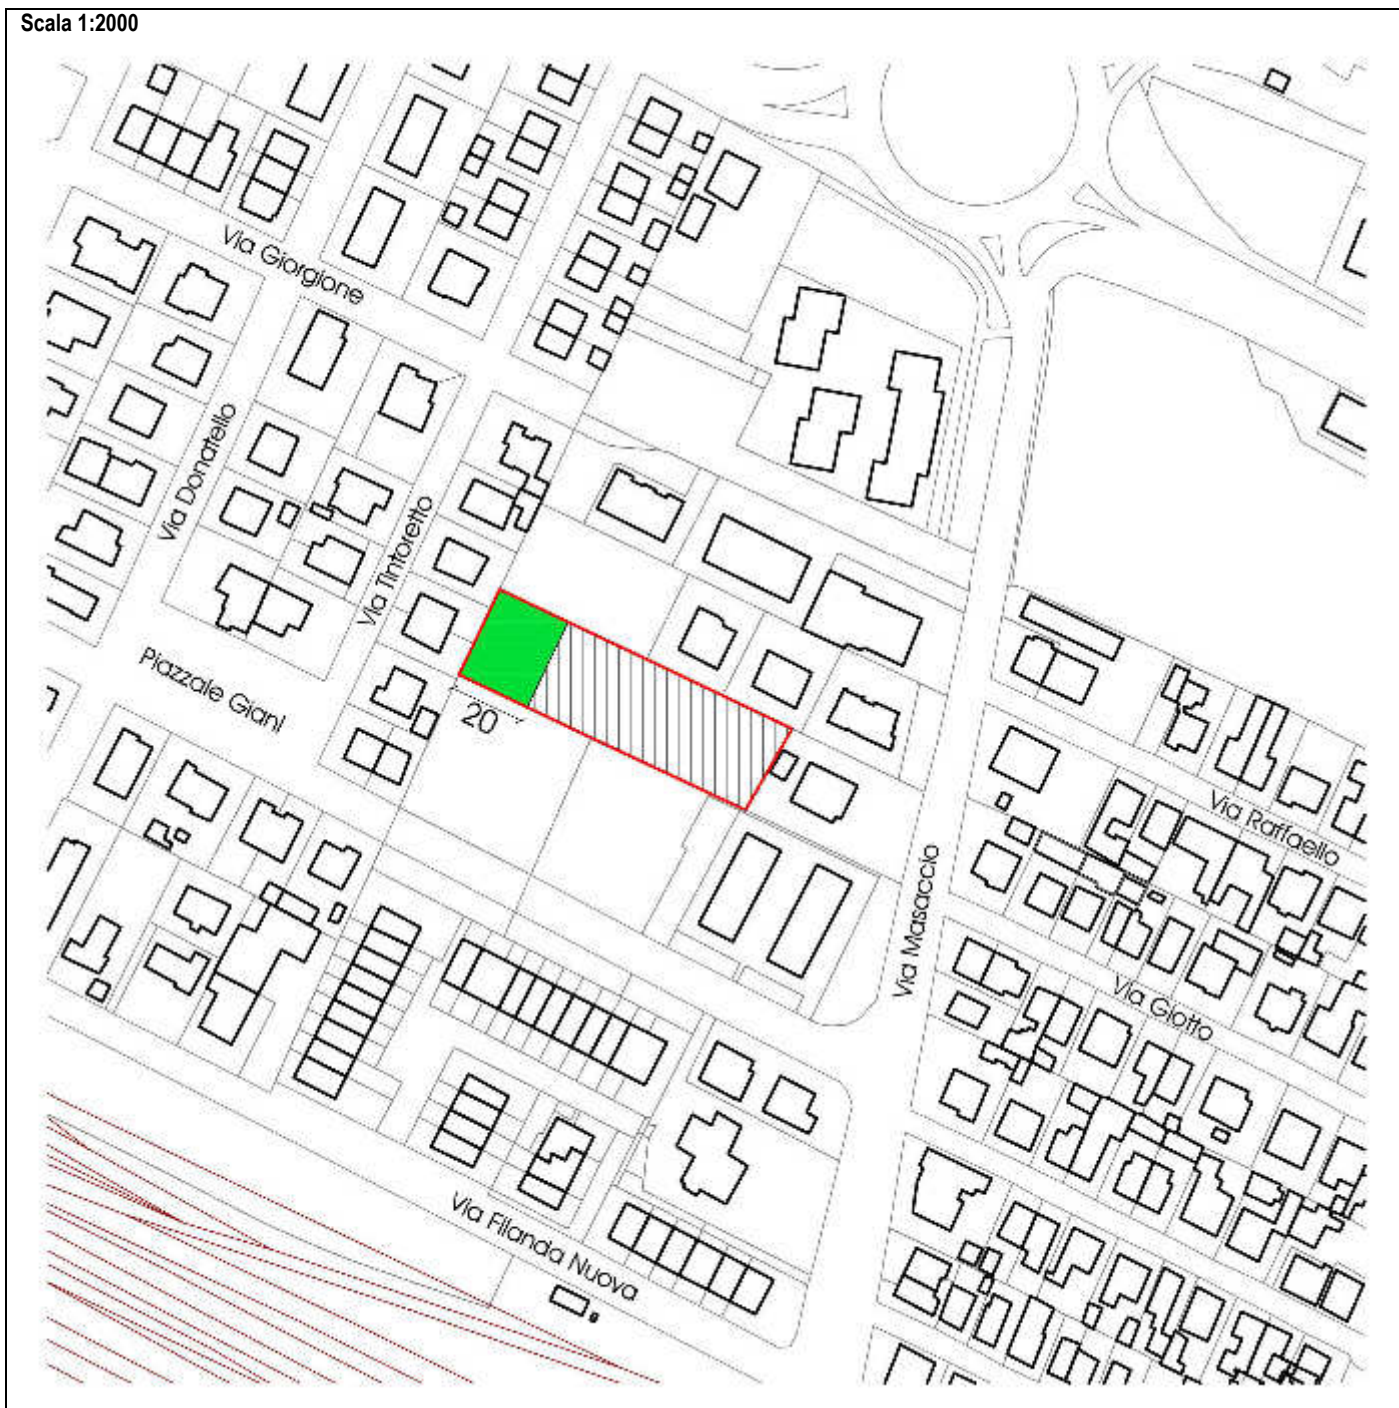 Scala 1:2000
Via Giorgione
Via Donatello
Via Tintoretto
Piazzale Giani
20
Via Raffaello
Via Masaccio
Via Giotto
Via Filanda Nuova